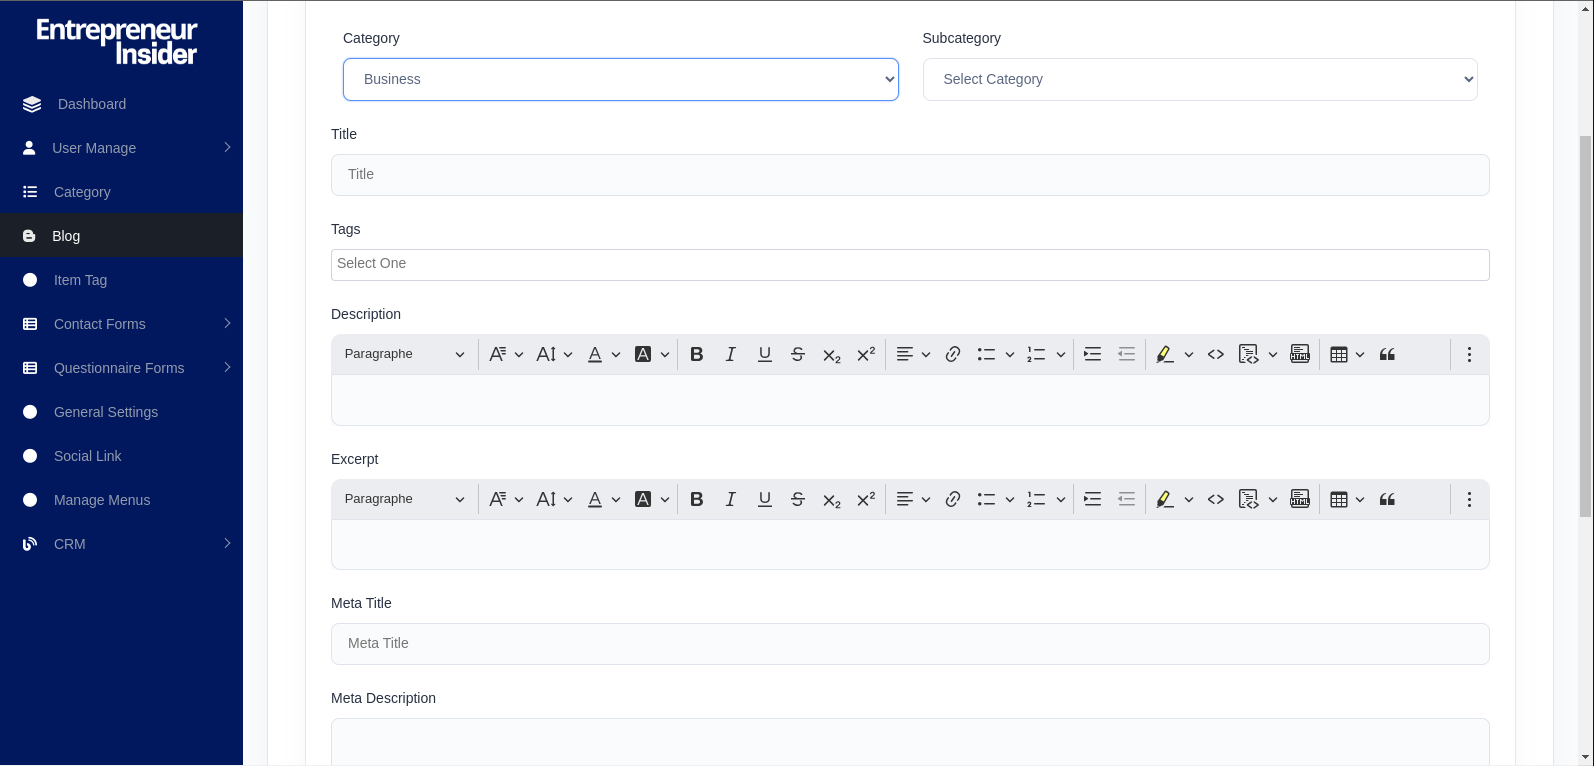 Entrepreneur
Insider
Dashboard
User Manage
Category
Blog
Item Tag
Contact Forms
Questionnaire Forms
General Settings
Social Link
Manage Menus
CRM
Category
Subcategory
Business
Select Category
Title
Title
Tags
Select One
Description
Paragraphe
Excerpt
Paragraphe
Meta Title
Meta Title
Meta Description